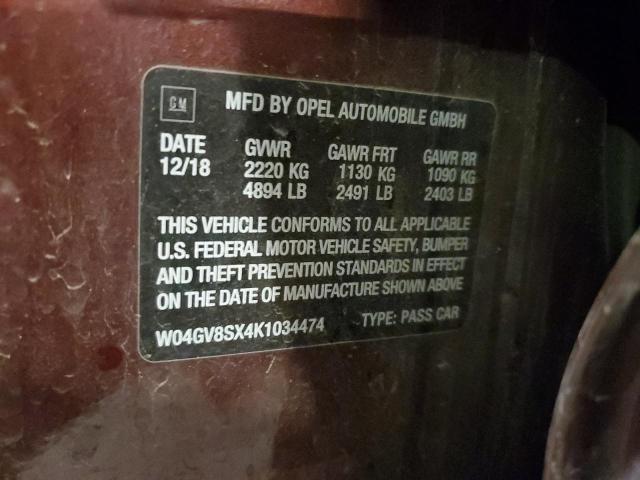 GM MFD BY OPEL AUTOMOBILE GMBH
DATE GVWR GAWR FRT GAWR RR
12/18 2220 KG 1130 KG 1090 KG
4894 LB 2491 LB 2403 LB
THIS VEHICLE CONFORMS TO ALL APPLICABLE
U.S. FEDERAL MOTOR VEHICLE SAFETY, BUMPER
AND THEFT PREVENTION STANDARDS IN EFFECT
ON THE DATE OF MANUFACTURE SHOWN ABOVE
W04GV8SX4K1034474 TYPE: PASS CAR